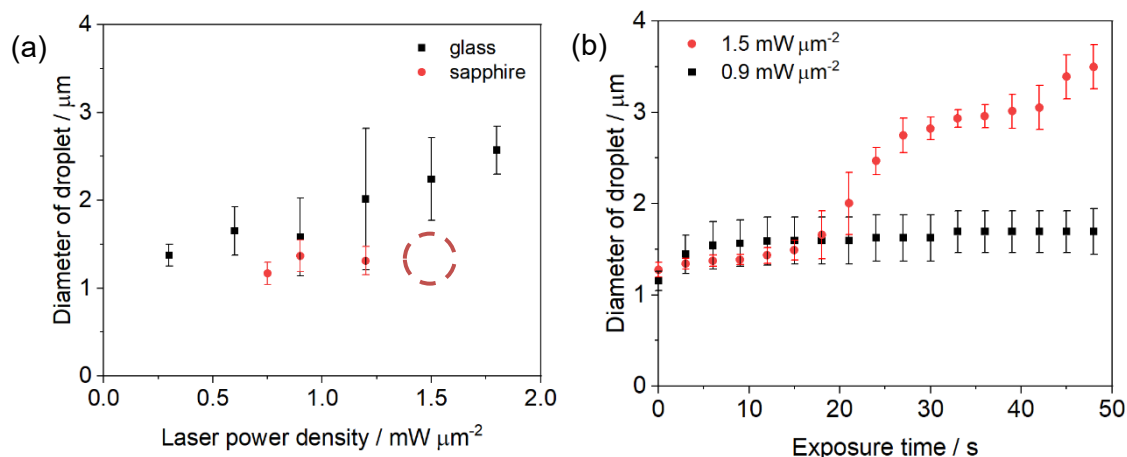 (a)
4
3
2
1
0
Diameter of droplet / μm
glass
sapphire
0.0
0.5
1.0
1.5
2.0
Laser power density / mW μm-2
(b)
4
3
2
1
0
Diameter of droplet / μm
1.5 mW μm-2
0.9 mW μm-2
0
10
20
30
40
50
Exposure time / s